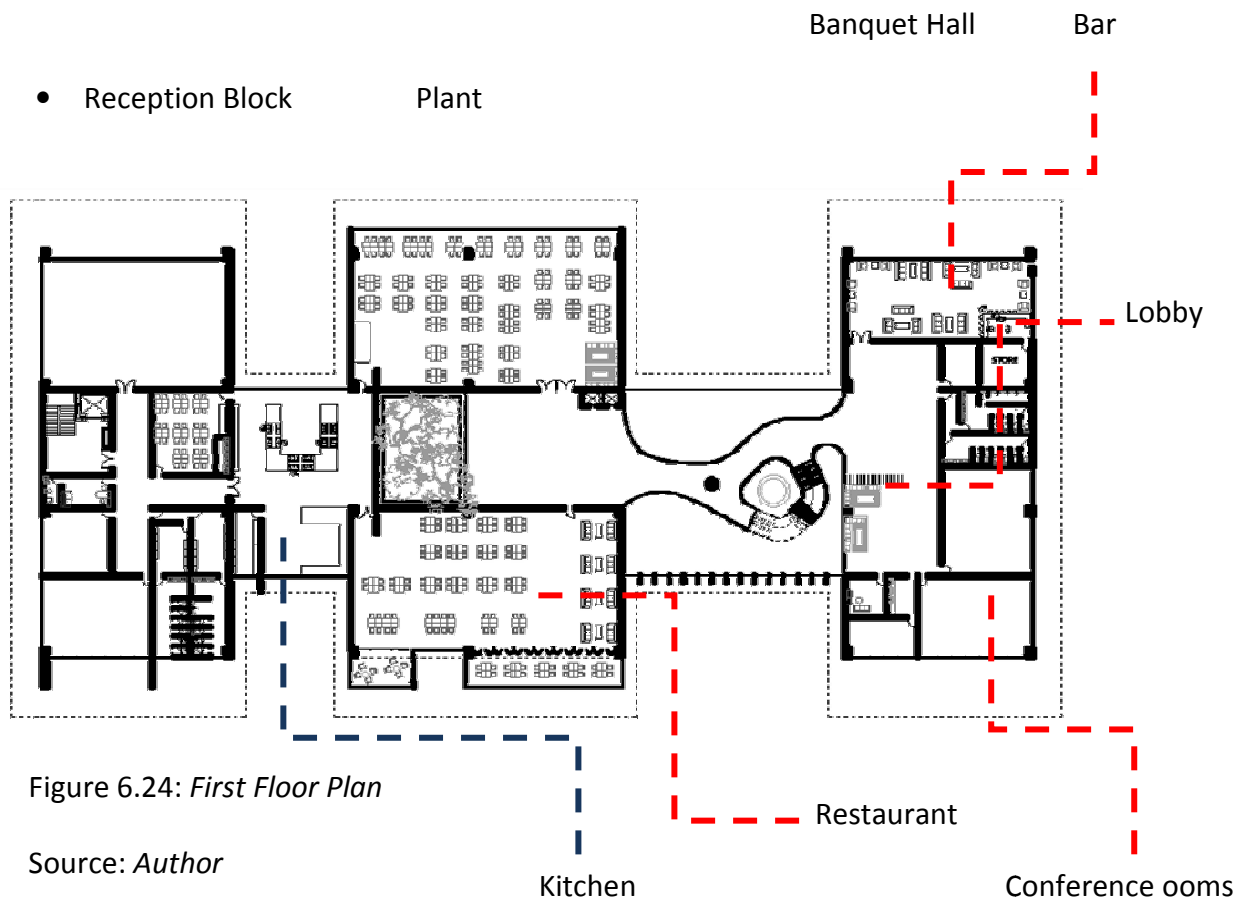 Banquet Hall Bar
• Reception Block Plant
Lobby
STORE
Figure 6.24: First Floor Plan
Restaurant
Source: Author
Kitchen Conference ooms